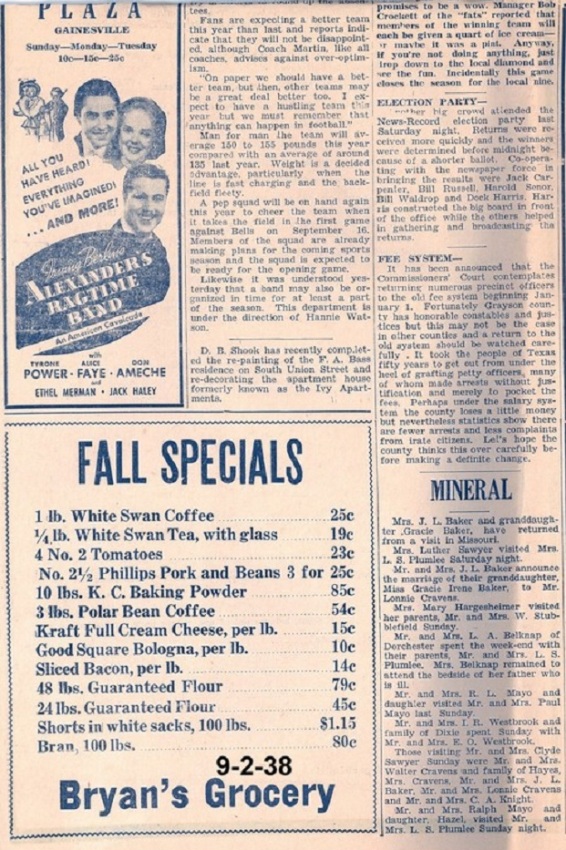 PLAZA
GAINESVILLE
Sunday—Monday—Tuesday
10c—15c—25c
ALL YOU
HAVE HEARD!
EVERYTHING
YOU'VE IMAGINED!
...AND MORE!
ALEXANDER'S
RAGTIME
BAND
An American Cavalcade
with
TYRONE ALICE DON
POWER · FAYE · AMECHE
and
ETHEL MERMAN · JACK HALEY
tees.
Fans are expecting a better team
this year than last and reports indi-
cate that they will not be disappoint-
ed, although Coach Martin, like all
coaches, advises against over-optim-
ism.
"On paper we should have a bet-
ter team, but then, other teams may
be a great deal better too. I ex-
pect to have a hustling team this
year but we must remember that
anything can happen in football."
Man for man the team will av-
erage 150 to 155 pounds this year
compared with an average of around
135 last year. Weight is a decided
advantage, particularly when the
line is fast charging and the back-
field fleety.
A pep squad will be on hand again
this year to cheer the team when
it takes the field in the first game
against Bells on September 16.
Members of the squad are already
making plans for the coming sports
season and the squad is expected to
be ready for the opening game.
Likewise it was understood yes-
terday that a band may also be or-
ganized in time for at least a part
of the season. This department is
under the direction of Hannie Wat-
son.
D. B. Shook has recently complet-
ed the re-painting of the F. A. Bass
residence on South Union Street and
re-decorating the apartment house
formerly known as the Ivy Apart-
ments.
FALL SPECIALS
1 lb. White Swan Coffee 25c
¼ lb. White Swan Tea, with glass 19c
4 No. 2 Tomatoes 23c
No. 2½ Phillips Pork and Beans 3 for 25c
10 lbs. K. C. Baking Powder 85c
3 lbs. Polar Bean Coffee 54c
Kraft Full Cream Cheese, per lb. 15c
Good Square Bologna, per lb. 10c
Sliced Bacon, per lb. 14c
48 lbs. Guaranteed Flour 79c
24 lbs. Guaranteed Flour 45c
Shorts in white sacks, 100 lbs. $1.15
Bran, 100 lbs. 80c
9-2-38
Bryan's Grocery
promises to be a wow. Manager Bob
Crockett of the "fats" reported that
members of the winning team will
each be given a quart of ice cream—
or maybe it was a pint. Anyway,
if you're not doing anything, just
drop down to the local diamond and
see the fun. Incidentally this game
closes the season for the local nine.
ELECTION PARTY—
big crowd attended the
News-Record election party last
Saturday night. Returns were re-
ceived more quickly and the winners
were determined before midnight be-
cause of a shorter ballot. Co-operat-
ing with the newspaper force in
bringing the results were Jack Car-
penter, Bill Russell, Harold Senor,
Bill Waldrop and Dock Harris. Har-
ris constructed the big board in front
of the office while the others helped
in gathering and broadcasting the
returns.
FEE SYSTEM—
It has been announced that the
Commissioners' Court contemplates
returning numerous precinct officers
to the old fee system beginning Jan-
uary 1. Fortunately Grayson coun-
ty has honorable constables and jus-
tices but this may not be the case
in other counties and a return to the
old system should be watched care-
fully . It took the people of Texas
fifty years to get out from under the
heel of grafting petty officers, many
of whom made arrests without jus-
tification and merely to pocket the
fees. Perhaps under the salary sys-
tem the county loses a little money
but nevertheless statistics show there
are fewer arrests and less complaints
from irate citizens. Let's hope the
county thinks this over carefully be-
fore making a definite change.
MINERAL
Mrs. J. L. Baker and granddaugh-
ter ,Gracie Baker, have returned
from a visit in Missouri.
Mrs. Luther Sawyer visited Mrs.
L. S. Plumlee Saturday night.
Mr. and Mrs. J. L. Baker announce
the marriage of their granddaughter,
Miss Gracie Irene Baker, to Mr.
Lonnie Cravens.
Mrs. Mary Hargesheimer visited
her parents, Mr. and Mrs. W. Stub-
blefield Sunday.
Mr. and Mrs. L. A. Belknap of
Dorchester spent the week-end with
their parents, Mr. and Mrs. L. S.
Plumlee. Mrs. Belknap remained to
attend the bedside of her father who
is ill.
Mr. and Mrs. R. L. Mayo and
daughter visited Mr. and Mrs. Paul
Mayo last Sunday.
Mr. and Mrs. I. R. Westbrook and
family of Dixie spent Sunday with
Mr. and Mrs. E. O. Westbrook.
Those visiting Mr. and Mrs. Clyde
Sawyer Sunday were Mr. and Mrs.
Walter Cravens and family of Hayes,
Mrs. Cravens, Mr. and Mrs. J. L.
Baker, Mr. and Mrs. Lonnie Cravens
and Mr. and Mrs. C. A. Knight.
Mr. and Mrs. Ralph Mayo and
daughter, Hazel, visited Mr. and
Mrs. L. S. Plumlee Sunday night.